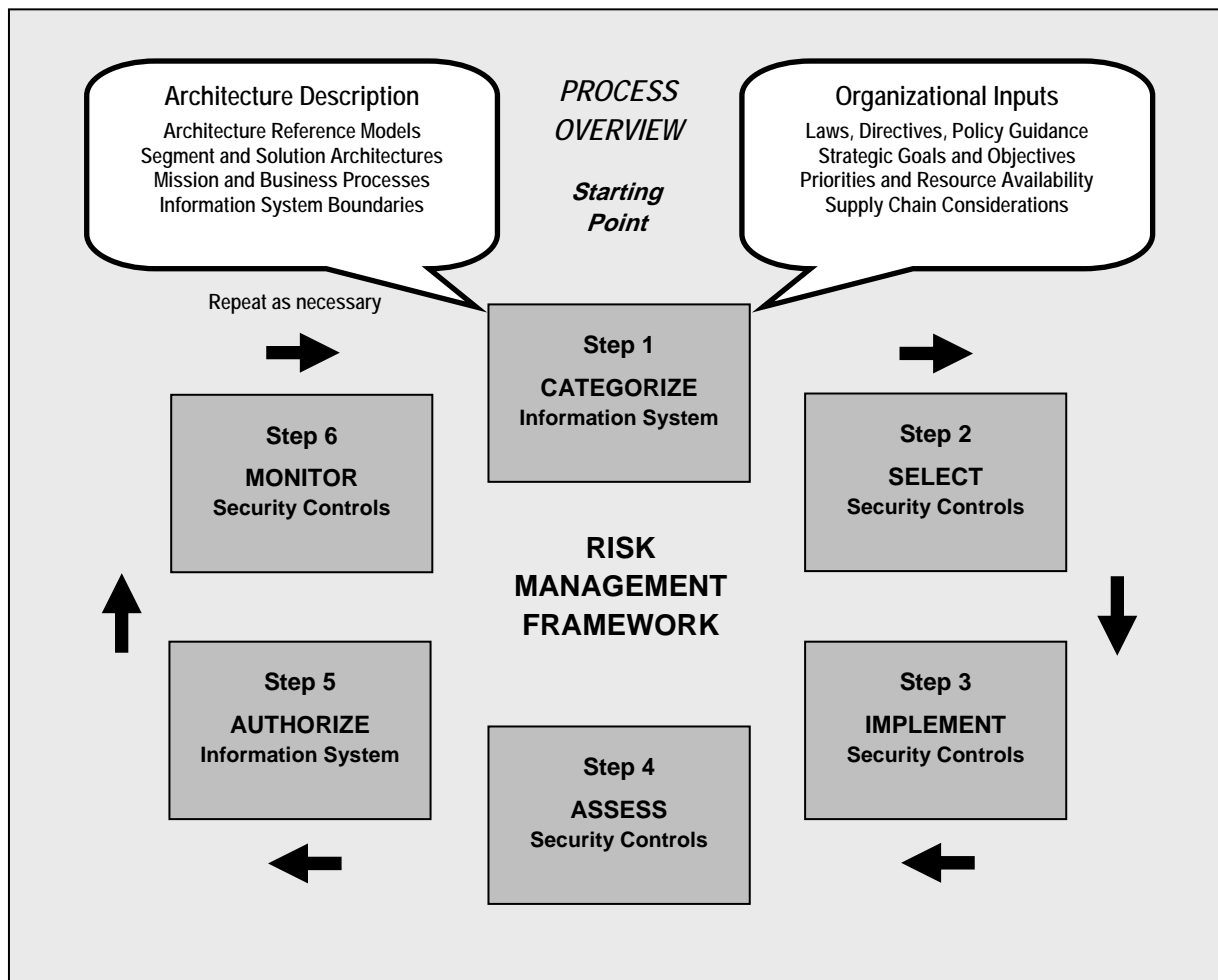 Architecture Description
Architecture Reference Models
Segment and Solution Architectures
Mission and Business Processes
Information System Boundaries
PROCESS
OVERVIEW
Starting
Point
Organizational Inputs
Laws, Directives, Policy Guidance
Strategic Goals and Objectives
Priorities and Resource Availability
Supply Chain Considerations
Repeat as necessary
Step 1
CATEGORIZE
Information System
Step 2
SELECT
Security Controls
Step 3
IMPLEMENT
Security Controls
Step 4
ASSESS
Security Controls
Step 5
AUTHORIZE
Information System
Step 6
MONITOR
Security Controls
RISK
MANAGEMENT
FRAMEWORK